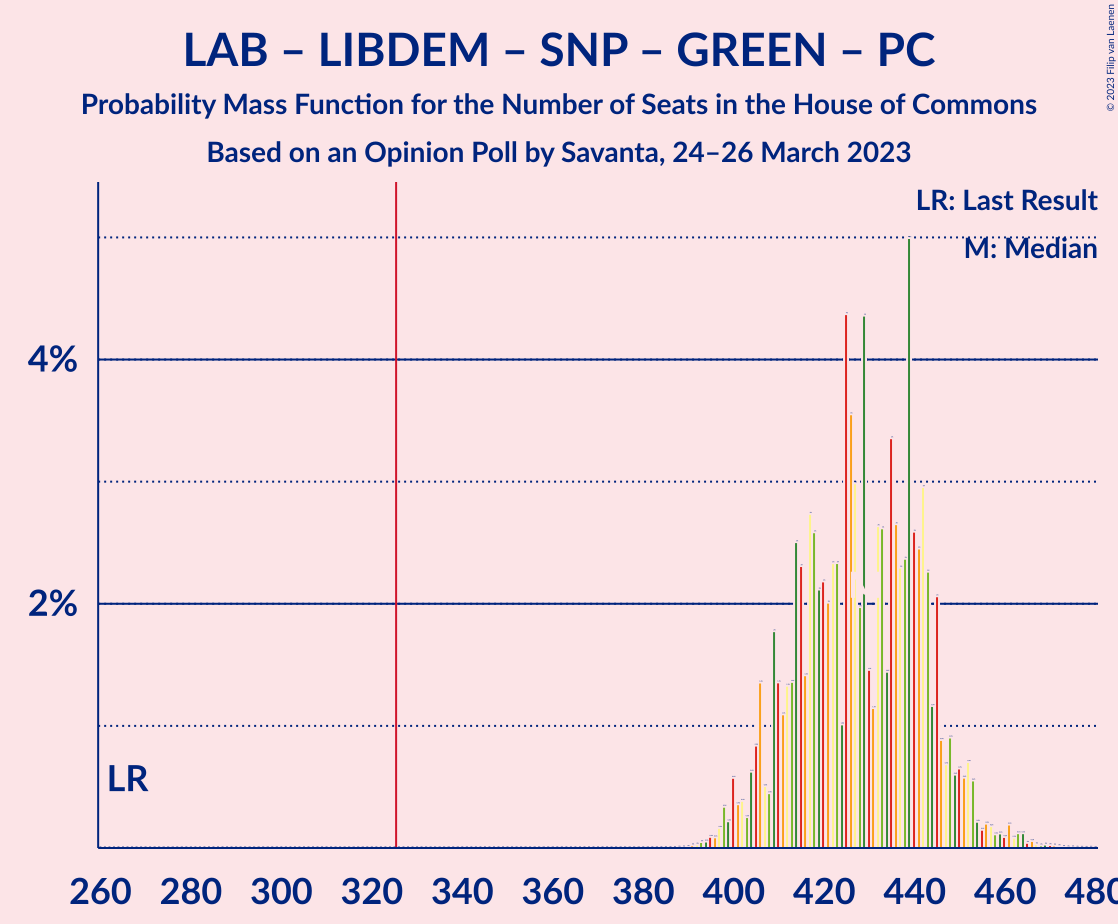 LAB – LIBDEM – SNP – GREEN – PC
Probability Mass Function for the Number of Seats in the House of Commons
Based on an Opinion Poll by Savanta, 24–26 March 2023
© 2023 Filip van Laenen
LR: Last Result
M: Median
4%
2%
LR
260 280 300 320 340 360 380 400 420 440 460 480